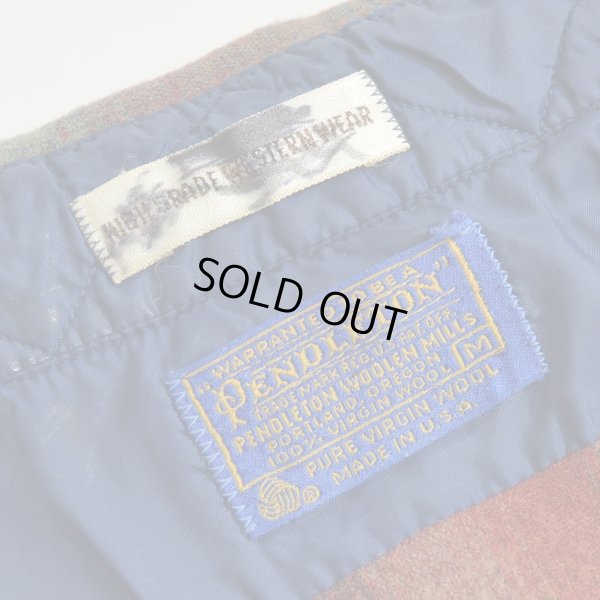 HIGH GRADE WESTERN WEAR
SOLD OUT
"WARRANTED TO BE A
PENDLETON"
TRADE MARK REG. U.S. PAT. OFF.
PENDLETON WOOLEN MILLS
PORTLAND, OREGON
100% VIRGIN WOOL
M
PURE VIRGIN WOOL
MADE IN U.S.A.
®